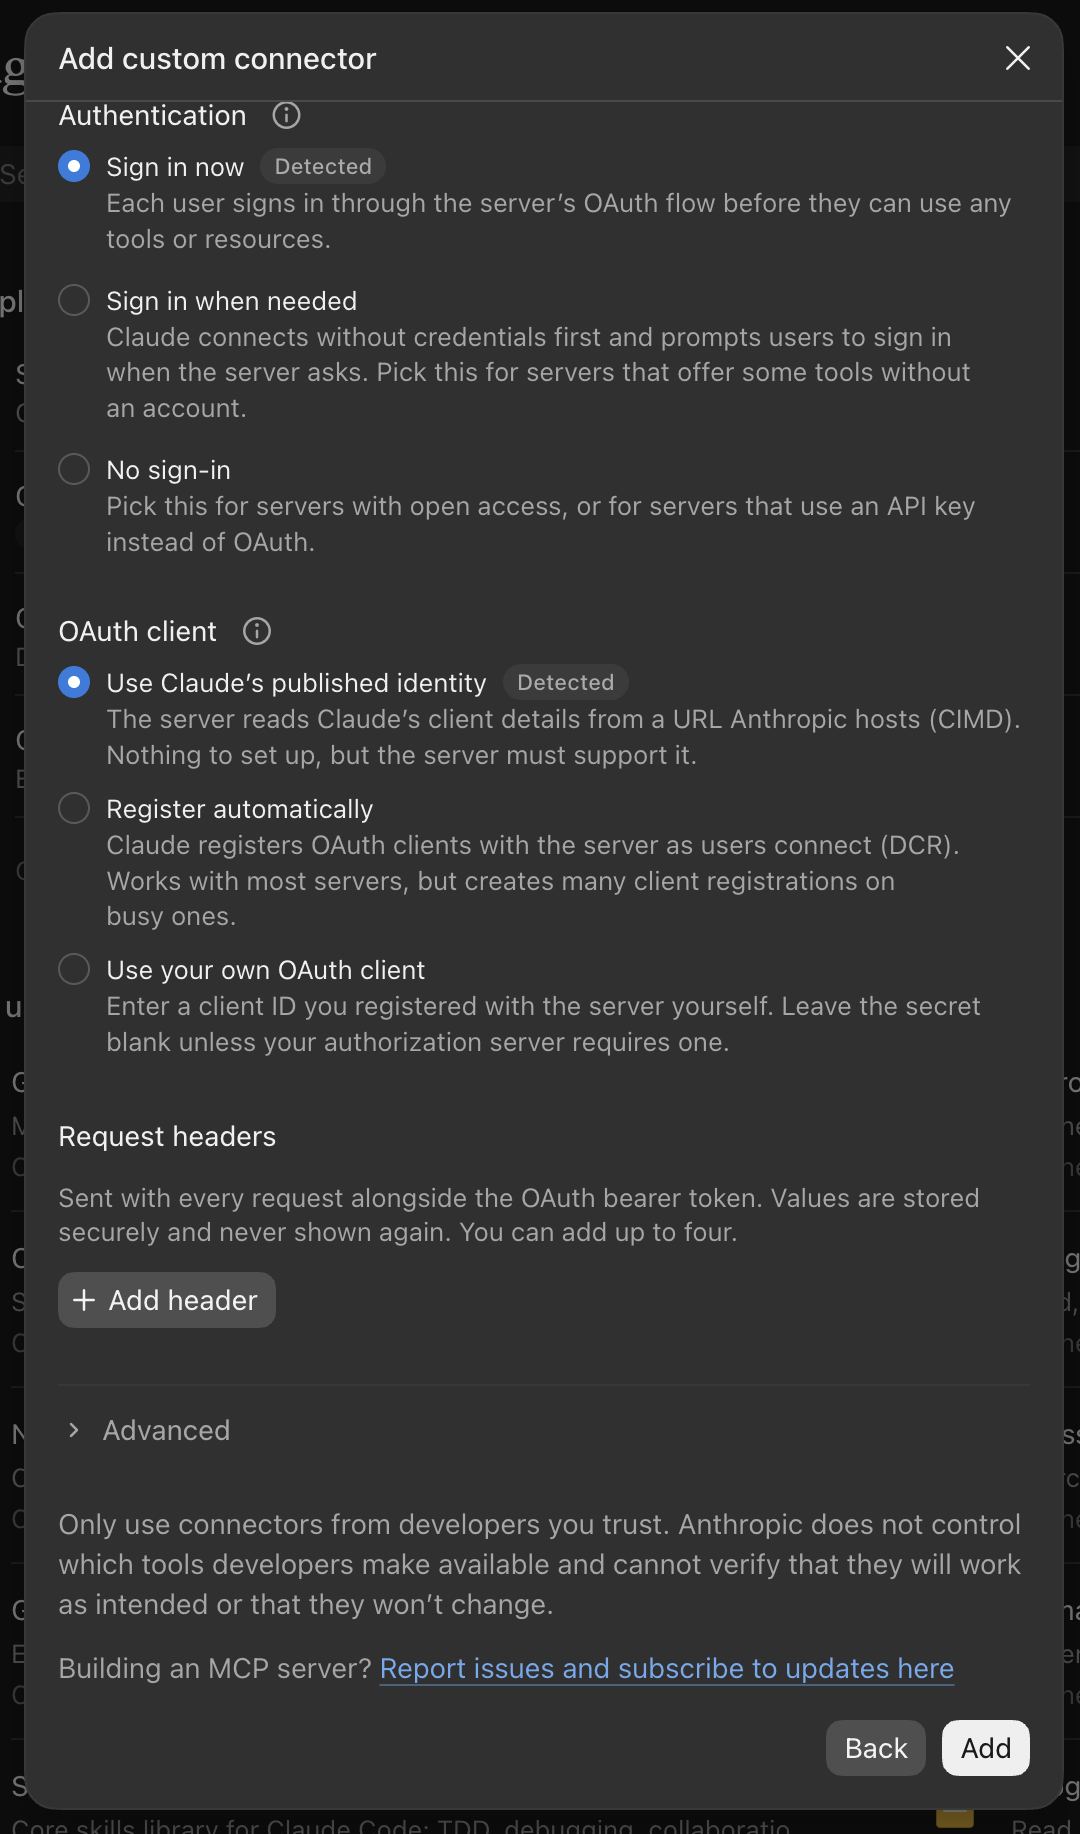 Add custom connector
Authentication
Sign in now Detected
Each user signs in through the server’s OAuth flow before they can use any
tools or resources.
Sign in when needed
Claude connects without credentials first and prompts users to sign in
when the server asks. Pick this for servers that offer some tools without
an account.
No sign-in
Pick this for servers with open access, or for servers that use an API key
instead of OAuth.
OAuth client
Use Claude’s published identity Detected
The server reads Claude’s client details from a URL Anthropic hosts (CIMD).
Nothing to set up, but the server must support it.
Register automatically
Claude registers OAuth clients with the server as users connect (DCR).
Works with most servers, but creates many client registrations on
busy ones.
Use your own OAuth client
Enter a client ID you registered with the server yourself. Leave the secret
blank unless your authorization server requires one.
Request headers
Sent with every request alongside the OAuth bearer token. Values are stored
securely and never shown again. You can add up to four.
+ Add header
Advanced
Only use connectors from developers you trust. Anthropic does not control
which tools developers make available and cannot verify that they will work
as intended or that they won’t change.
Building an MCP server? Report issues and subscribe to updates here
Back Add
Core skills library for Claude Code: TDD, debugging, collaboratio Read